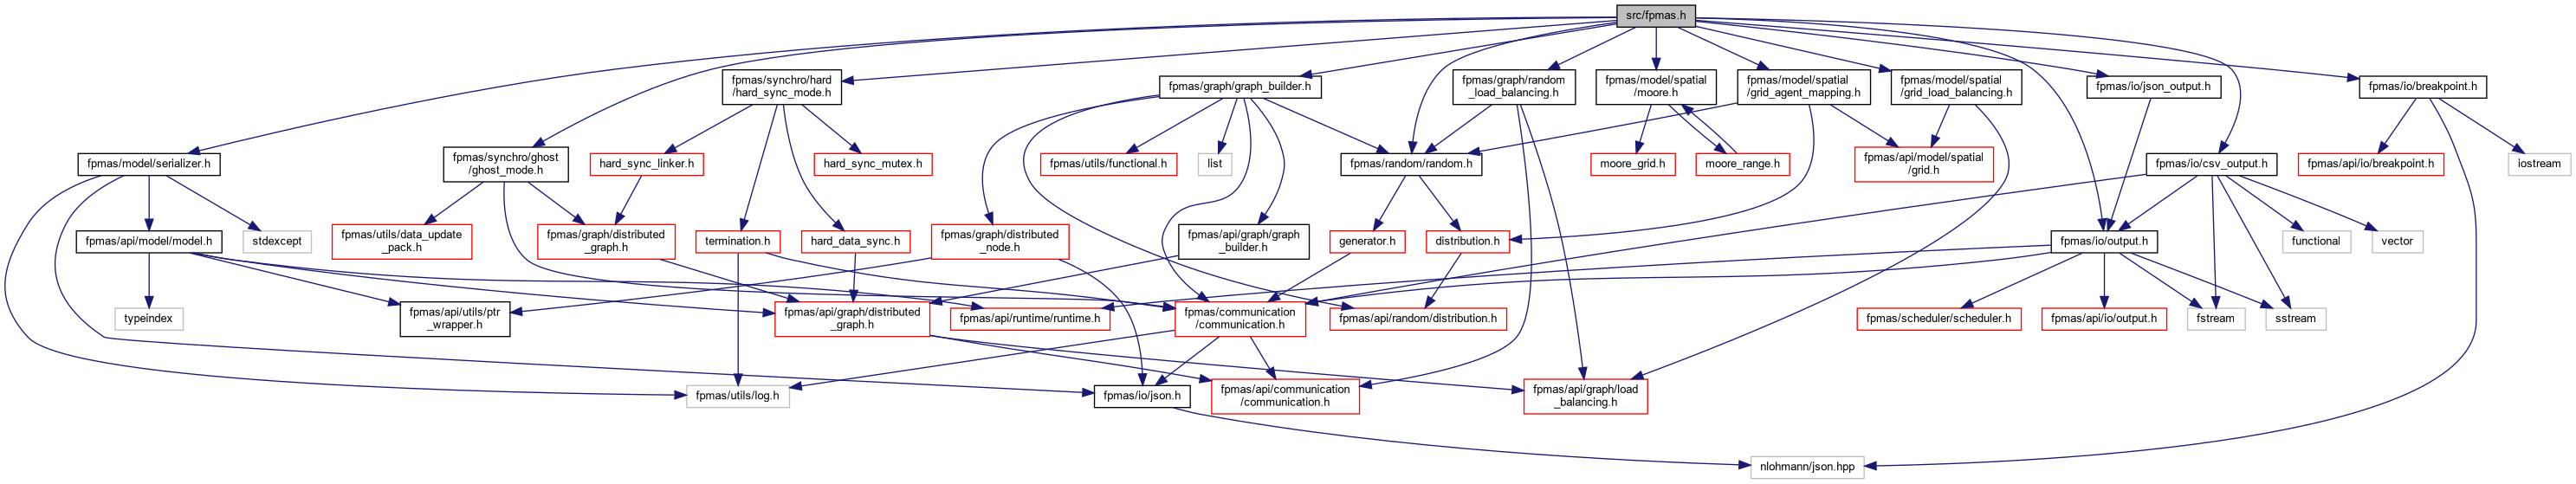 src/fpmas.h
fpmas/synchro/hard
/hard_sync_mode.h
fpmas/graph/graph_builder.h
fpmas/graph/random
_load_balancing.h
fpmas/model/spatial
/moore.h
fpmas/model/spatial
/grid_agent_mapping.h
fpmas/model/spatial
/grid_load_balancing.h
fpmas/io/json_output.h
fpmas/io/breakpoint.h
fpmas/model/serializer.h
fpmas/synchro/ghost
/ghost_mode.h
hard_sync_linker.h
hard_sync_mutex.h
fpmas/utils/functional.h
list
fpmas/random/random.h
moore_grid.h
moore_range.h
fpmas/api/model/spatial
/grid.h
fpmas/io/csv_output.h
fpmas/api/io/breakpoint.h
iostream
fpmas/api/model/model.h
stdexcept
fpmas/utils/data_update
_pack.h
fpmas/graph/distributed
_graph.h
termination.h
hard_data_sync.h
fpmas/graph/distributed
_node.h
fpmas/api/graph/graph
_builder.h
generator.h
distribution.h
fpmas/io/output.h
functional
vector
typeindex
fpmas/api/utils/ptr
_wrapper.h
fpmas/api/graph/distributed
_graph.h
fpmas/api/runtime/runtime.h
fpmas/communication
/communication.h
fpmas/api/random/distribution.h
fpmas/scheduler/scheduler.h
fpmas/api/io/output.h
fstream
sstream
fpmas/utils/log.h
fpmas/io/json.h
fpmas/api/communication
/communication.h
fpmas/api/graph/load
_balancing.h
nlohmann/json.hpp